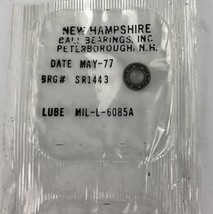 NEW HAMPSHIRE
BALL BEARINGS, INC.
PETERBOROUGH, N.H.
DATE MAY-77
BRG# SR1443
LUBE MIL-L-6085A